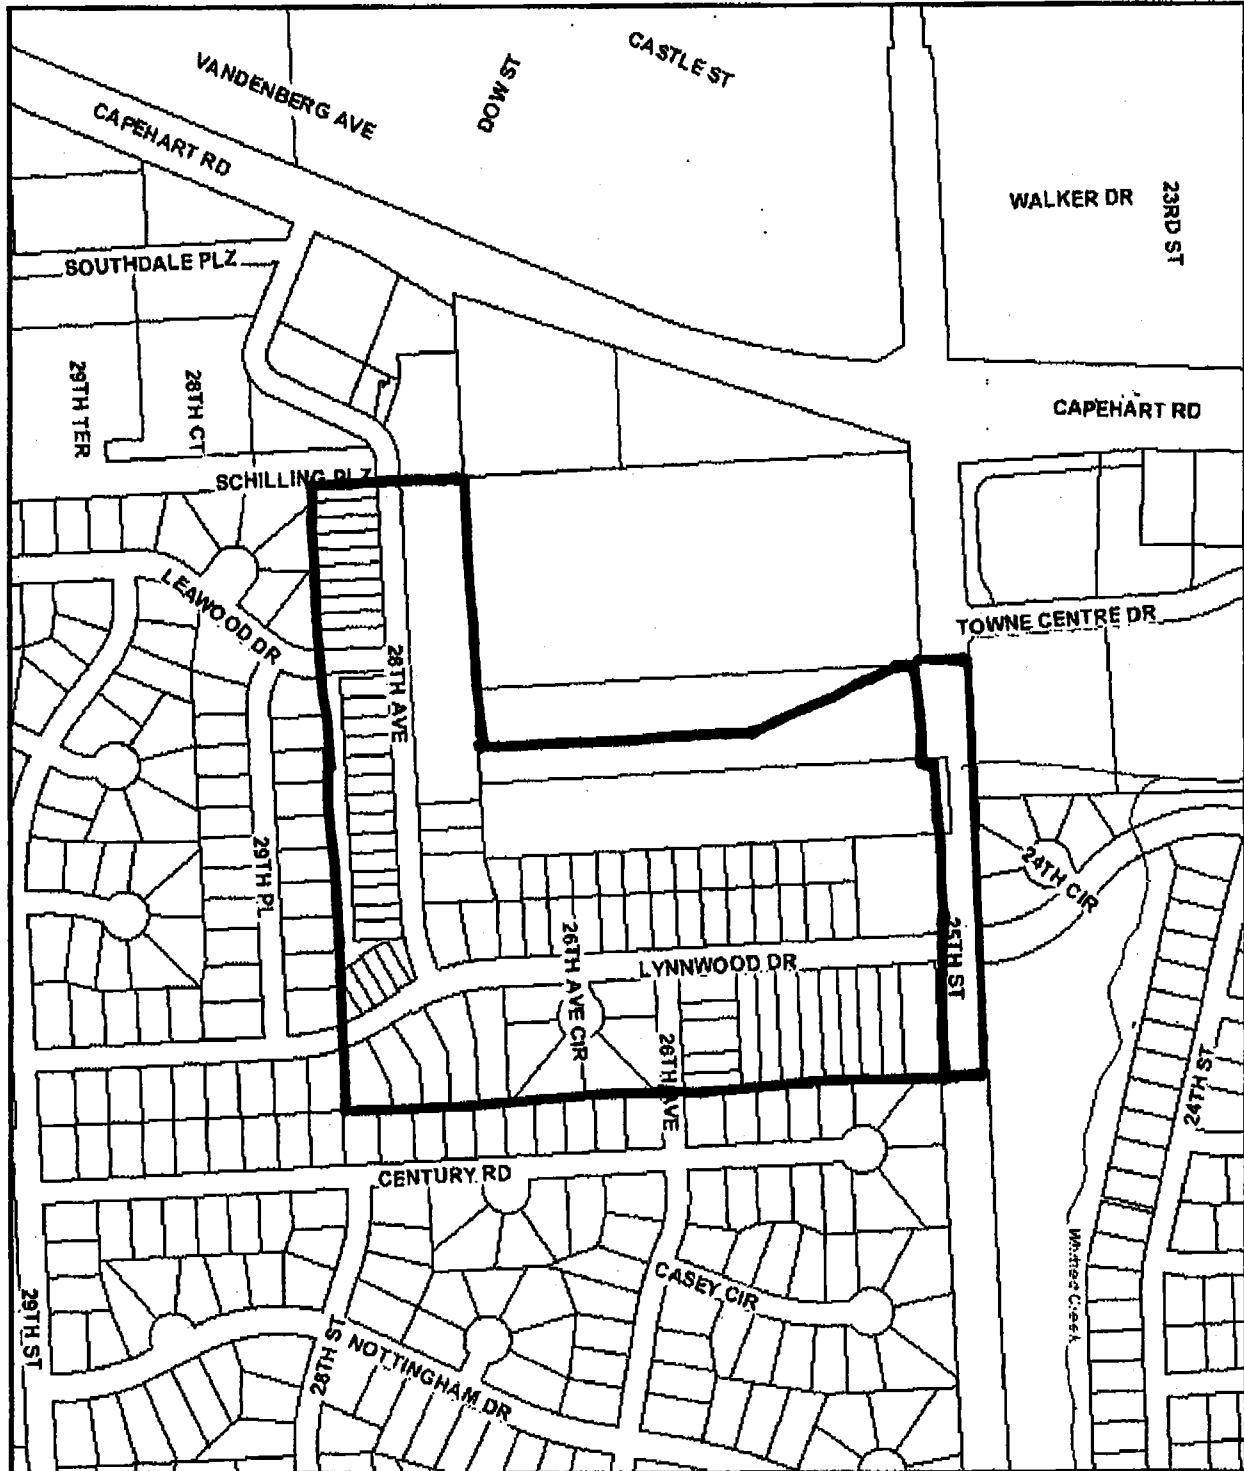 CASTLE ST
VANDENBERG AVE
DOW ST
CAPEHART RD
WALKER DR
23RD ST
SOUTHDALE PLZ
29TH TER
28TH CT
CAPEHART RD
SCHILLING PLZ
LEAWOOD DR
TOWNE CENTRE DR
28TH AVE
29TH PL
24TH CIR
26TH AVE CIR
LYNNWOOD DR
25TH ST
26TH AVE
24TH ST
CENTURY RD
Whitted Creek
CASEY CIR
29TH ST
28TH ST
NOTTINGHAM DR